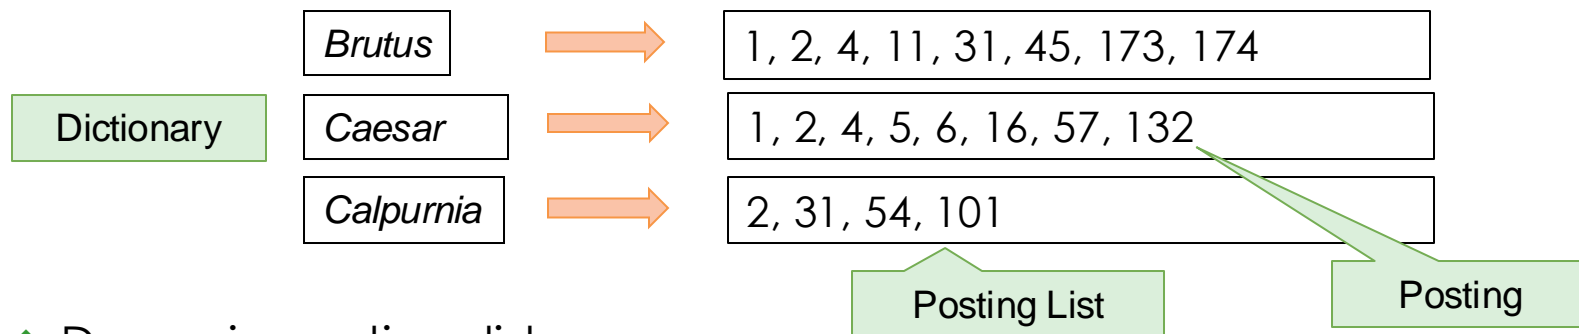 Brutus
1, 2, 4, 11, 31, 45, 173, 174
Dictionary
Caesar
1, 2, 4, 5, 6, 16, 57, 132
Calpurnia
2, 31, 54, 101
Posting List
Posting